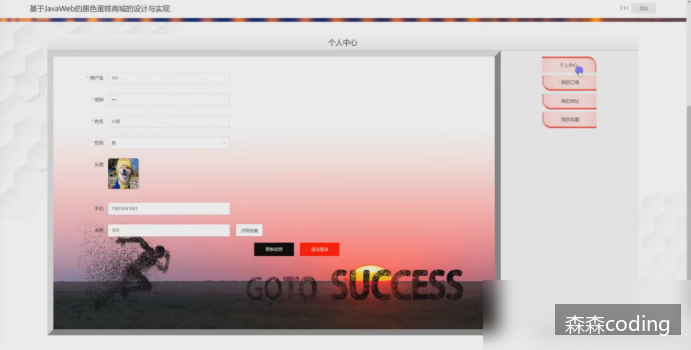 基于JavaWeb的原色蛋糕商城的设计与实现
111
退出
个人中心
* 用户名
111
* 密码
* 姓名
小明
性别
男
头像
手机
余额
100
点我充值
更新信息
退出登录
GOTO SUCCESS
个人中心
我的订单
我的地址
我的收藏
森森coding